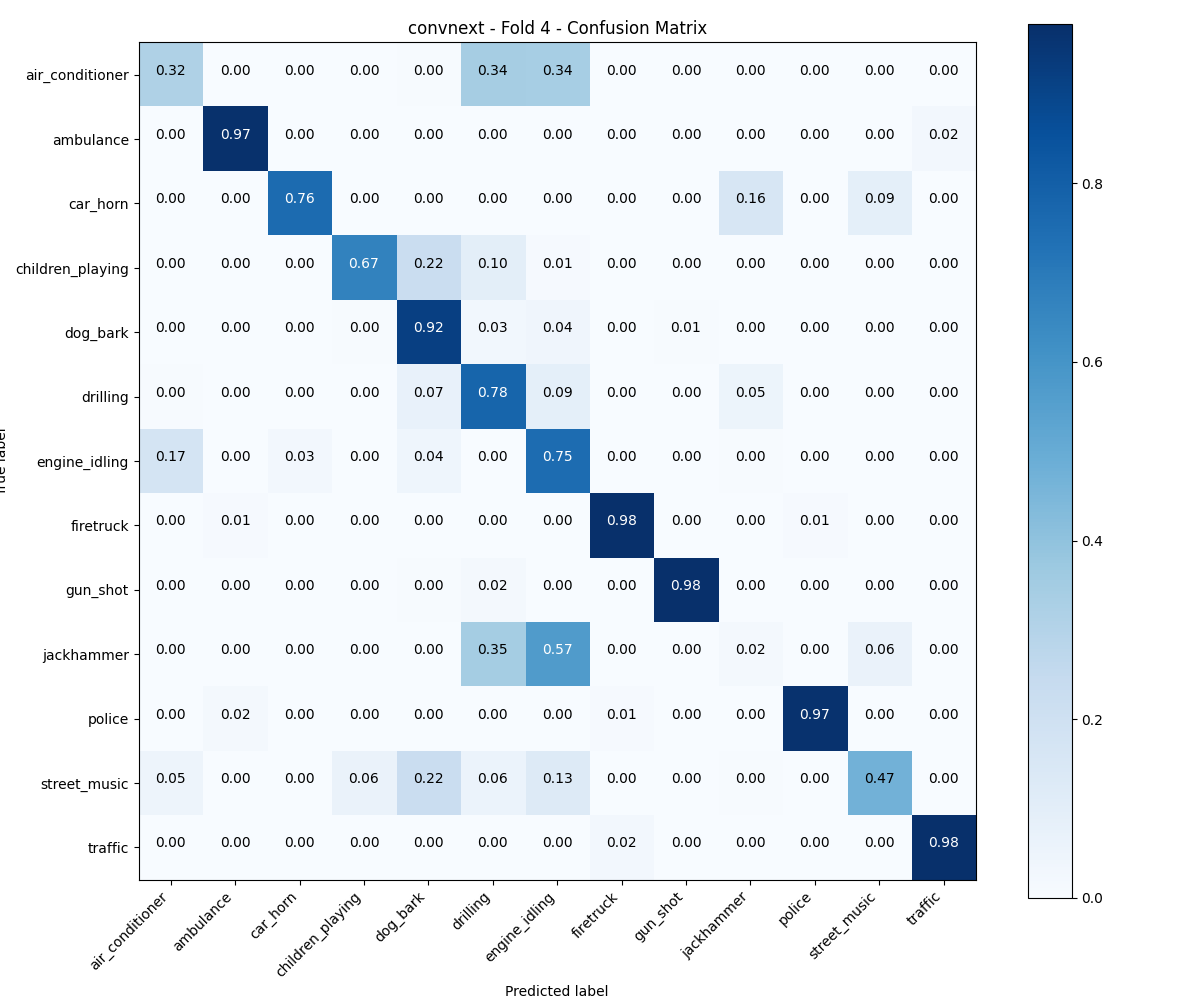 convnext - Fold 4 - Confusion Matrix
air_conditioner 0.32 0.00 0.00 0.00 0.00 0.34 0.34 0.00 0.00 0.00 0.00 0.00 0.00
ambulance 0.00 0.97 0.00 0.00 0.00 0.00 0.00 0.00 0.00 0.00 0.00 0.00 0.02
car_horn 0.00 0.00 0.76 0.00 0.00 0.00 0.00 0.00 0.00 0.16 0.00 0.09 0.00
children_playing 0.00 0.00 0.00 0.67 0.22 0.10 0.01 0.00 0.00 0.00 0.00 0.00 0.00
dog_bark 0.00 0.00 0.00 0.00 0.92 0.03 0.04 0.00 0.01 0.00 0.00 0.00 0.00
drilling 0.00 0.00 0.00 0.00 0.07 0.78 0.09 0.00 0.00 0.05 0.00 0.00 0.00
engine_idling 0.17 0.00 0.03 0.00 0.04 0.00 0.75 0.00 0.00 0.00 0.00 0.00 0.00
firetruck 0.00 0.01 0.00 0.00 0.00 0.00 0.00 0.98 0.00 0.00 0.01 0.00 0.00
gun_shot 0.00 0.00 0.00 0.00 0.00 0.02 0.00 0.00 0.98 0.00 0.00 0.00 0.00
jackhammer 0.00 0.00 0.00 0.00 0.00 0.35 0.57 0.00 0.00 0.02 0.00 0.06 0.00
police 0.00 0.02 0.00 0.00 0.00 0.00 0.00 0.01 0.00 0.00 0.97 0.00 0.00
street_music 0.05 0.00 0.00 0.06 0.22 0.06 0.13 0.00 0.00 0.00 0.00 0.47 0.00
traffic 0.00 0.00 0.00 0.00 0.00 0.00 0.00 0.02 0.00 0.00 0.00 0.00 0.98
air_conditioner ambulance car_horn children_playing dog_bark drilling engine_idling firetruck gun_shot jackhammer police street_music traffic
Predicted label
0.8
0.6
0.4
0.2
0.0